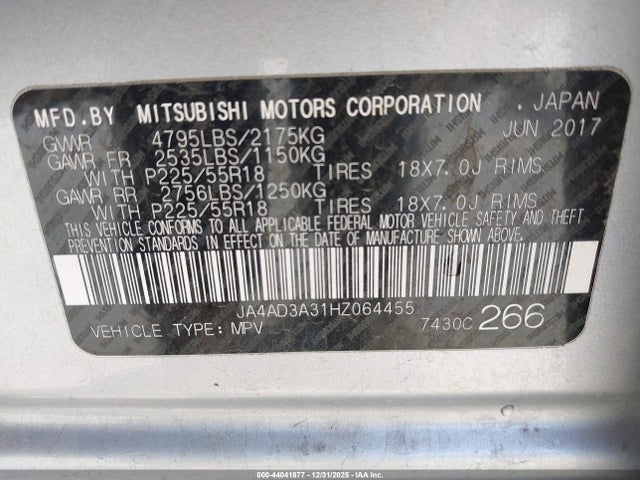 MFD.BY MITSUBISHI MOTORS CORPORATION . JAPAN
GVWR 4795LBS/2175KG JUN 2017
GAWR FR 2535LBS/1150KG
WITH P225/55R18 TIRES 18X7.0J RIMS
GAWR RR 2756LBS/1250KG
WITH P225/55R18 TIRES 18X7.0J RIMS
THIS VEHICLE CONFORMS TO ALL APPLICABLE FEDERAL MOTOR VEHICLE SAFETY AND THEFT
PREVENTION STANDARDS IN EFFECT ON THE DATE OF MANUFACTURE SHOWN ABOVE.
JA4AD3A31HZ064455
VEHICLE TYPE: MPV 7430C 266
000-44041877 - 12/31/2025 - IAA Inc.